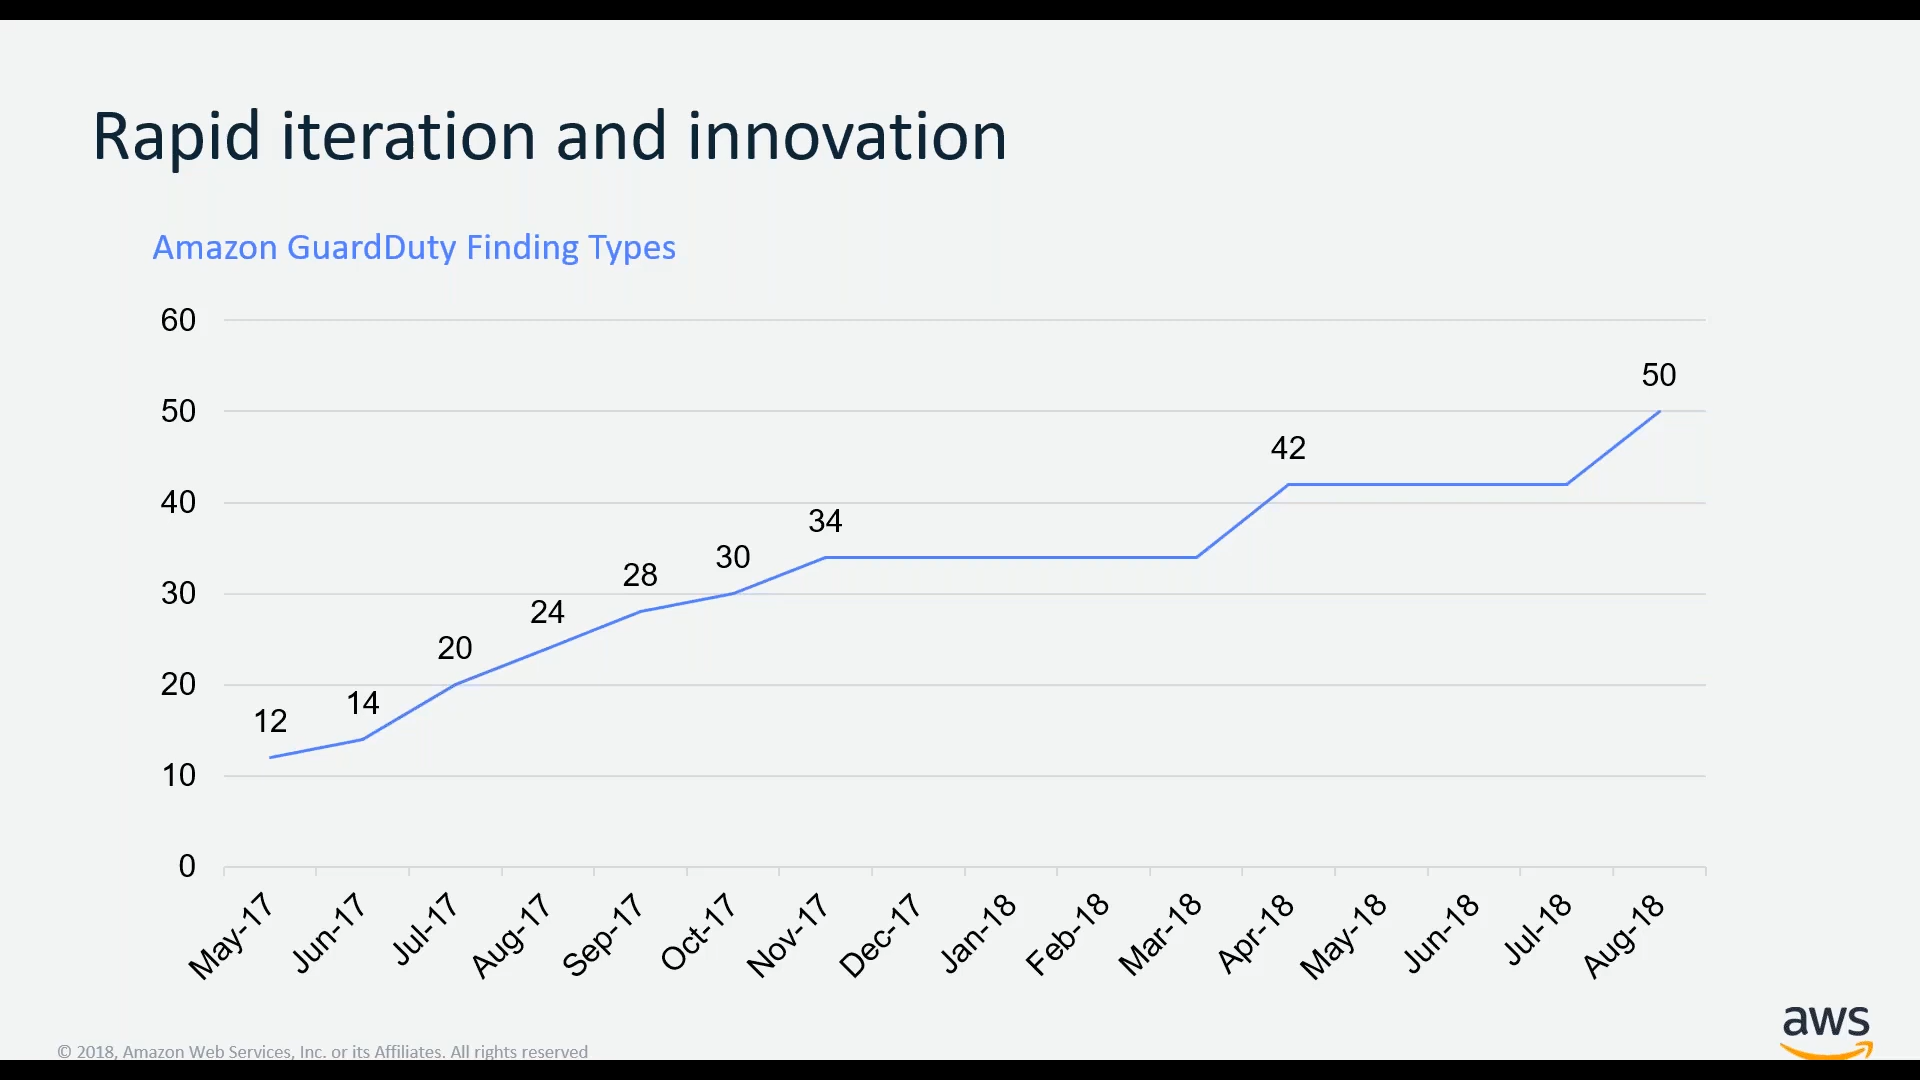 Rapid iteration and innovation
Amazon GuardDuty Finding Types
60
50
40
30
20
10
0
12
14
20
24
28
30
34
42
50
May-17
Jun-17
Jul-17
Aug-17
Sep-17
Oct-17
Nov-17
Dec-17
Jan-18
Feb-18
Mar-18
Apr-18
May-18
Jun-18
Jul-18
Aug-18
aws
© 2018, Amazon Web Services, Inc. or its Affiliates. All rights reserved